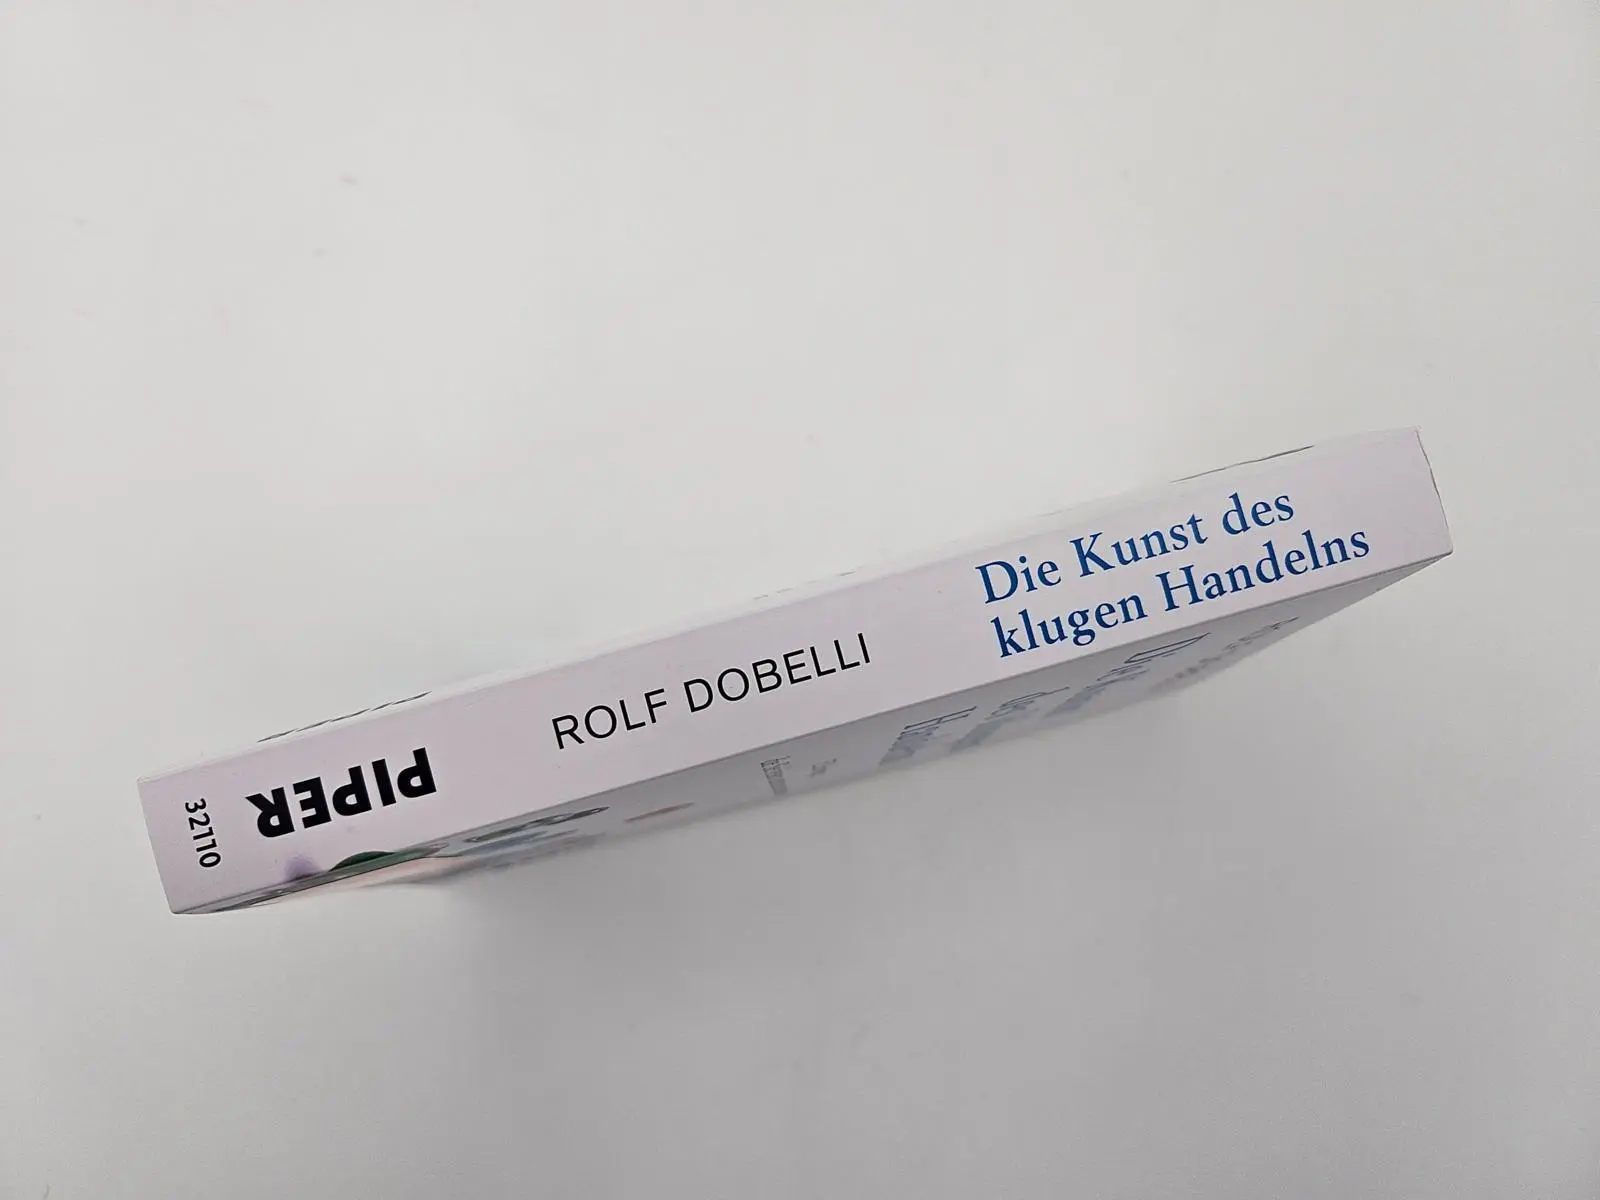 Die Kunst des
klugen Handelns
ROLF DOBELLI
PIPER
32110